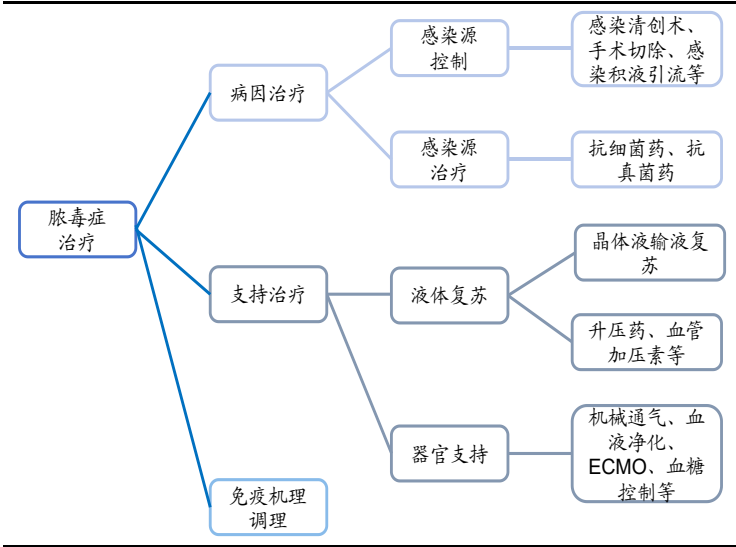 感染源
控制
感染清创术、
手术切除、感
染积液引流等
病因治疗
感染源
治疗
抗细菌药、抗
真菌药
脓毒症
治疗
晶体液输液复
苏
支持治疗
液体复苏
升压药、血管
加压素等
器官支持
机械通气、血
液净化、
ECMO、血糖
控制等
免疫机理
调理